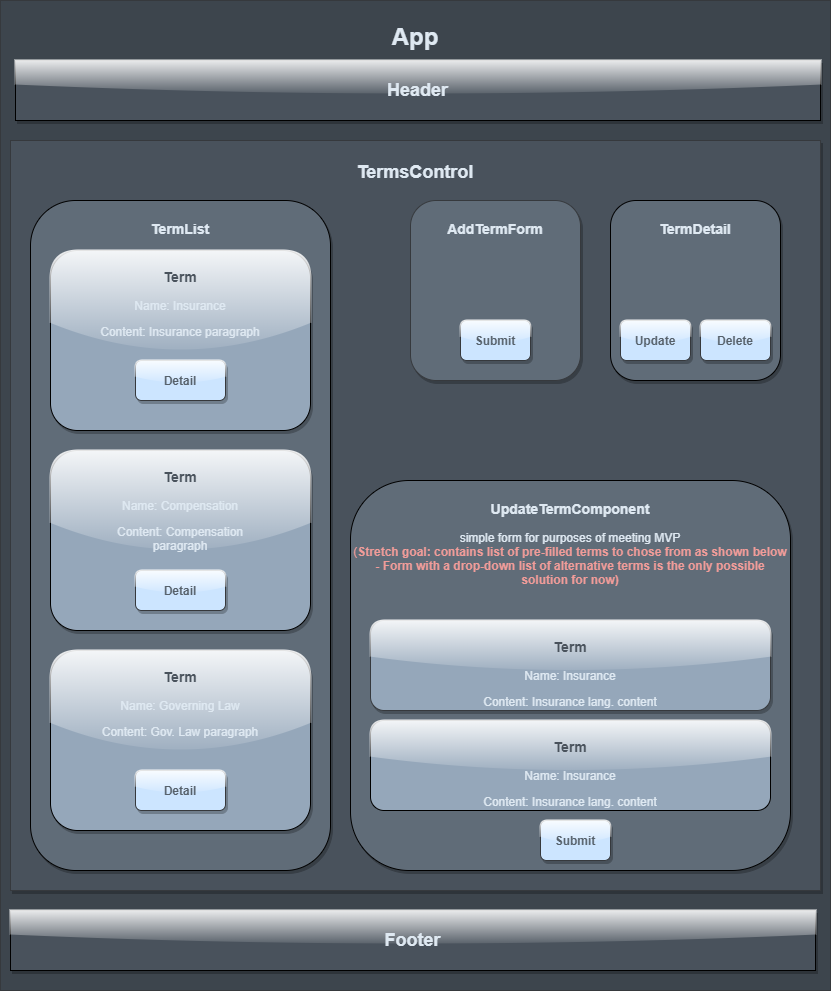 App
Header
TermsControl
TermList
Term
Name: Insurance
Content: Insurance paragraph
Detail
Term
Name: Compensation
Content: Compensation
paragraph
Detail
Term
Name: Governing Law
Content: Gov. Law paragraph
Detail
AddTermForm
Submit
TermDetail
Update
Delete
UpdateTermComponent
simple form for purposes of meeting MVP
(Stretch goal: contains list of pre-filled terms to chose from as shown below
- Form with a drop-down list of alternative terms is the only possible
solution for now)
Term
Name: Insurance
Content: Insurance lang. content
Term
Name: Insurance
Content: Insurance lang. content
Submit
Footer